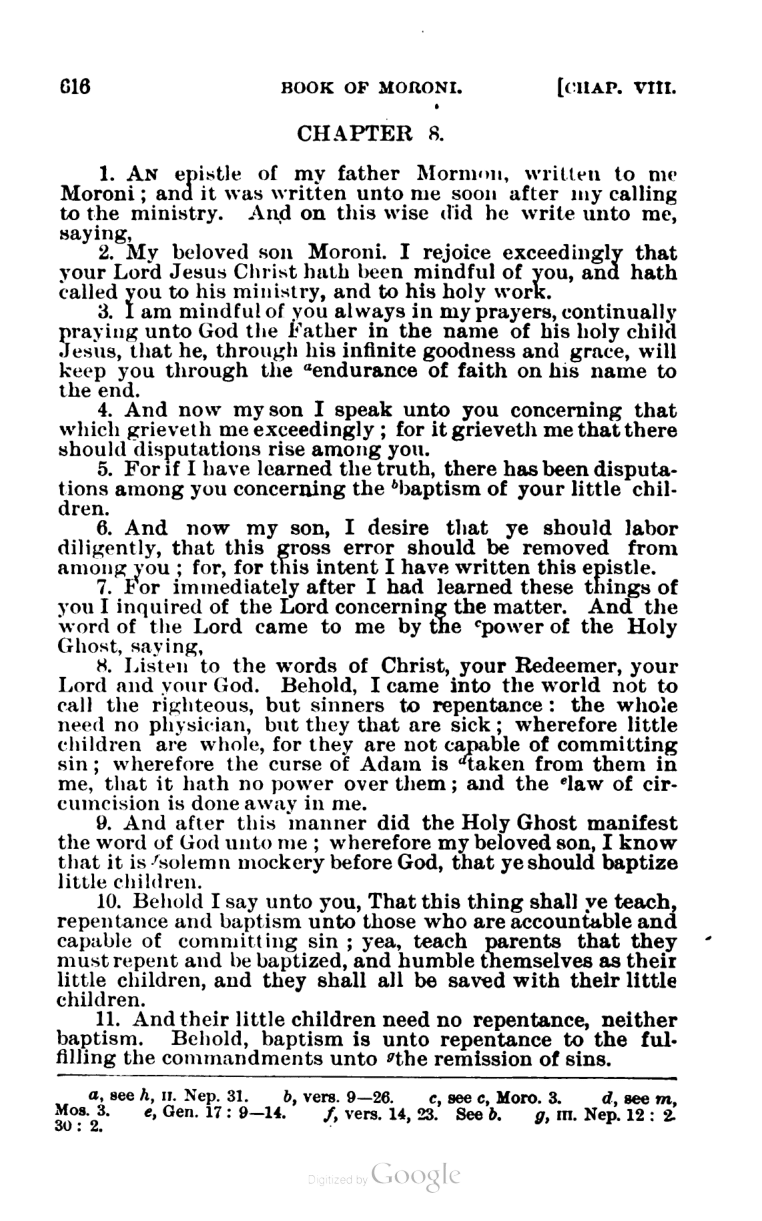 616 BOOK OF MORONI. [CHAP. VIII.
CHAPTER 8.
1. AN epistle of my father Mormon, written to me
Moroni; and it was written unto me soon after my calling
to the ministry. And on this wise did he write unto me,
saying,
2. My beloved son Moroni. I rejoice exceedingly that
your Lord Jesus Christ hath been mindful of you, and hath
called you to his ministry, and to his holy work.
3. I am mindful of you always in my prayers, continually
praying unto God the Father in the name of his holy child
Jesus, that he, through his infinite goodness and grace, will
keep you through the ᵃendurance of faith on his name to
the end.
4. And now my son I speak unto you concerning that
which grieveth me exceedingly; for it grieveth me that there
should disputations rise among you.
5. For if I have learned the truth, there has been disputa-
tions among you concerning the ᵇbaptism of your little chil-
dren.
6. And now my son, I desire that ye should labor
diligently, that this gross error should be removed from
among you; for, for this intent I have written this epistle.
7. For immediately after I had learned these things of
you I inquired of the Lord concerning the matter. And the
word of the Lord came to me by the ᶜpower of the Holy
Ghost, saying,
8. Listen to the words of Christ, your Redeemer, your
Lord and your God. Behold, I came into the world not to
call the righteous, but sinners to repentance: the whole
need no physician, but they that are sick; wherefore little
children are whole, for they are not capable of committing
sin; wherefore the curse of Adam is ᵈtaken from them in
me, that it hath no power over them; and the ᵉlaw of cir-
cumcision is done away in me.
9. And after this manner did the Holy Ghost manifest
the word of God unto me; wherefore my beloved son, I know
that it is ᶠsolemn mockery before God, that ye should baptize
little children.
10. Behold I say unto you, That this thing shall ye teach,
repentance and baptism unto those who are accountable and
capable of committing sin; yea, teach parents that they
must repent and be baptized, and humble themselves as their
little children, and they shall all be saved with their little
children.
11. And their little children need no repentance, neither
baptism. Behold, baptism is unto repentance to the ful-
filling the commandments unto ᵍthe remission of sins.
a, see h, II. Nep. 31. b, vers. 9—26. c, see c, Moro. 3. d, see m,
Mos. 3. e, Gen. 17: 9—14. f, vers. 14, 23. See b. g, III. Nep. 12: 2.
30: 2.
Digitized by Google